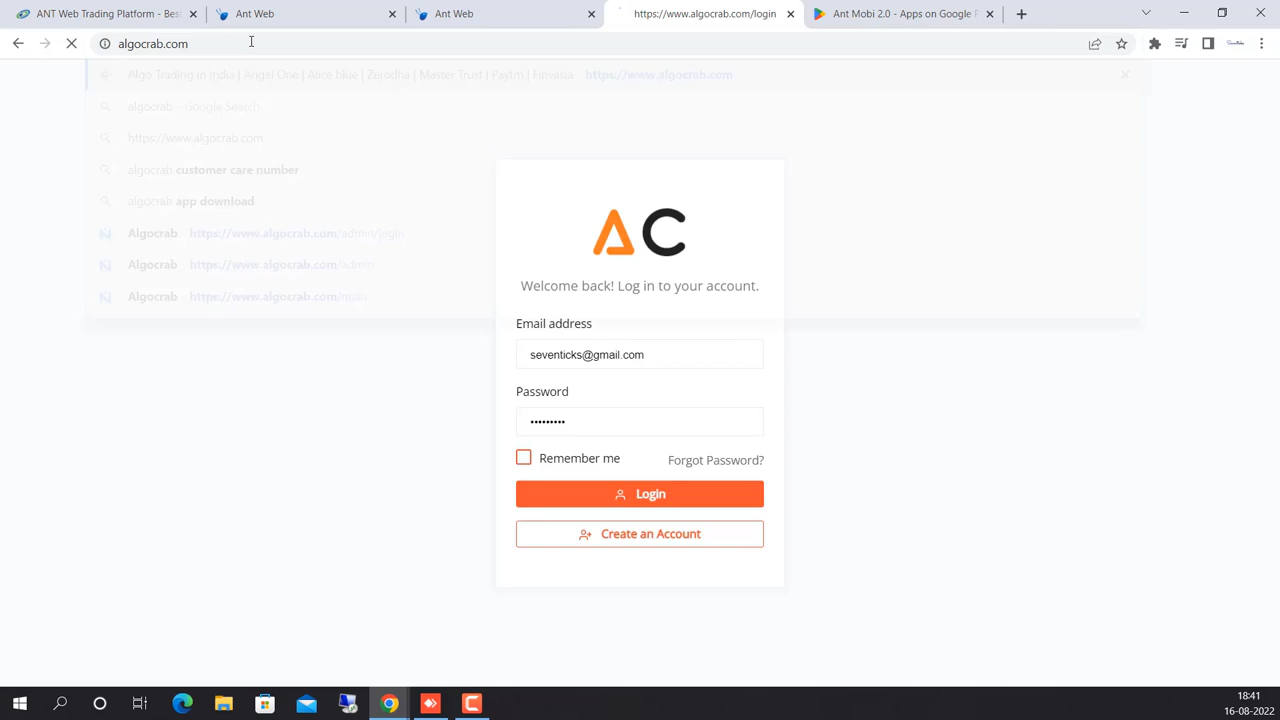 ANT Web Trading Platform - Bes
Ant Web
Ant Web
https://www.algocrab.com/login
Ant Mobi 2.0 - Apps on Google P
algocrab.com
Algo Trading in India | Angel One | Alice blue | Zerodha | Master Trust | Paytm | Finvasia - https://www.algocrab.com
algocrab - Google Search
https://www.algocrab.com
algocrab customer care number
algocrab app download
Algocrab - https://www.algocrab.com/admin/login
Algocrab - https://www.algocrab.com/admin
Algocrab - https://www.algocrab.com/main
AC
Welcome back! Log in to your account.
Email address
seventicks@gmail.com
Password
•••••••••
Remember me
Forgot Password?
Login
Create an Account
18:41
16-08-2022